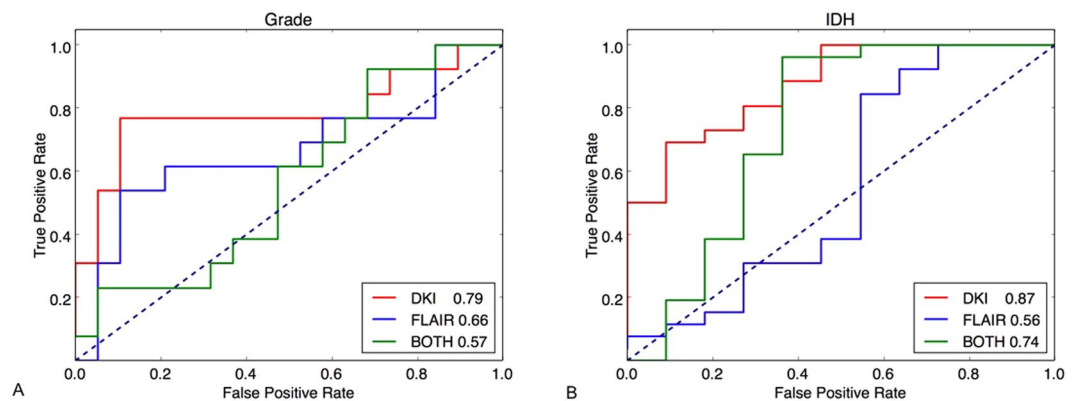 Grade
1.0
0.8
0.6
0.4
0.2
True Positive Rate
DKI 0.79
FLAIR 0.66
BOTH 0.57
0.0 0.2 0.4 0.6 0.8 1.0
False Positive Rate
A
IDH
1.0
0.8
0.6
0.4
0.2
True Positive Rate
DKI 0.87
FLAIR 0.56
BOTH 0.74
0.0 0.2 0.4 0.6 0.8 1.0
False Positive Rate
B